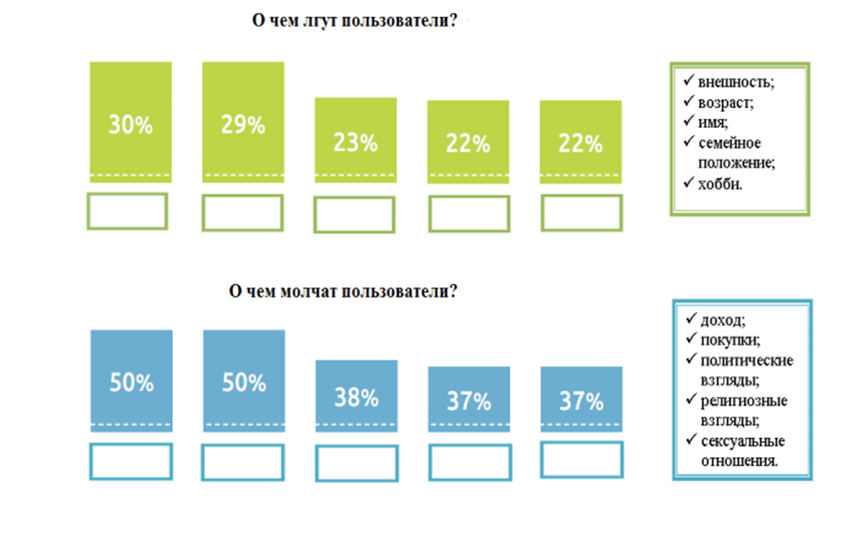 О чем лгут пользователи?
30% 29% 23% 22% 22%
✓ внешность;
✓ возраст;
✓ имя;
✓ семейное
положение;
✓ хобби.
О чем молчат пользователи?
50% 50% 38% 37% 37%
✓ доход;
✓ покупки;
✓ политические
взгляды;
✓ религиозные
взгляды;
✓ сексуальные
отношения.